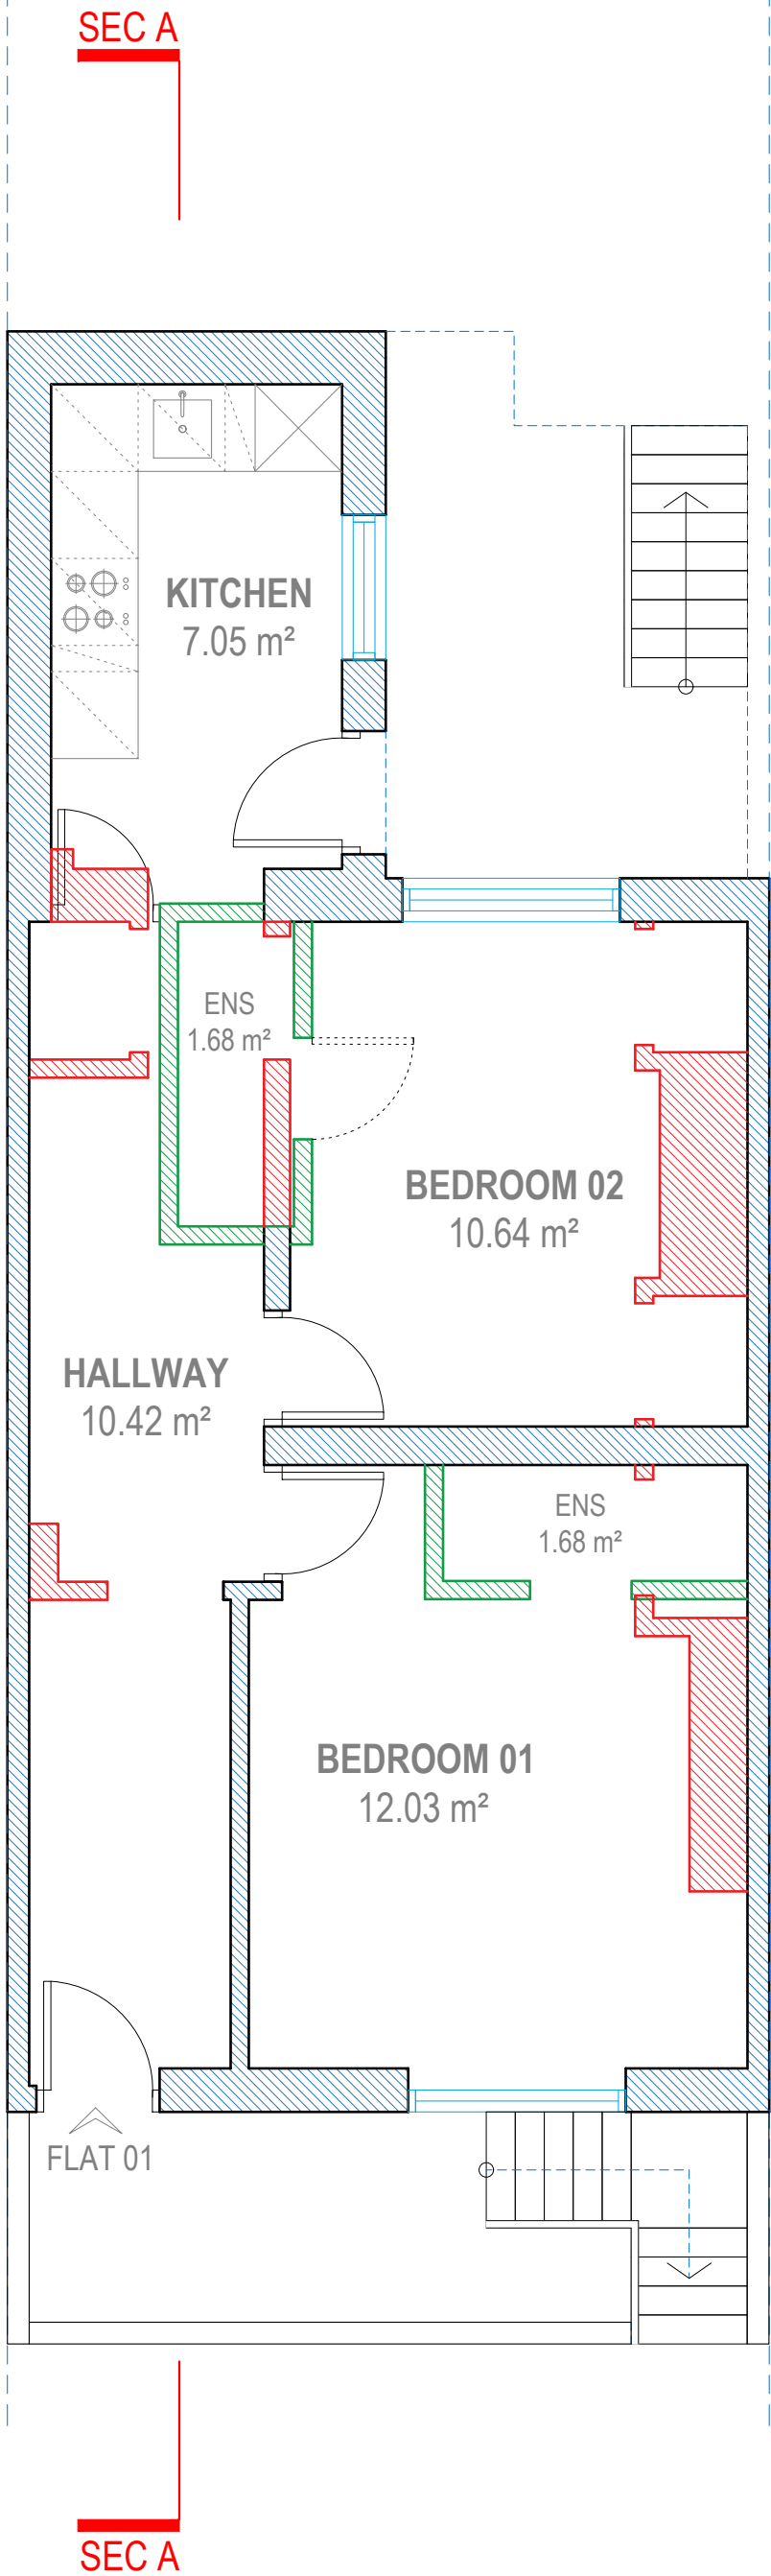 SEC A
KITCHEN
7.05 m²
ENS
1.68 m²
BEDROOM 02
10.64 m²
HALLWAY
10.42 m²
ENS
1.68 m²
BEDROOM 01
12.03 m²
FLAT 01
SEC A